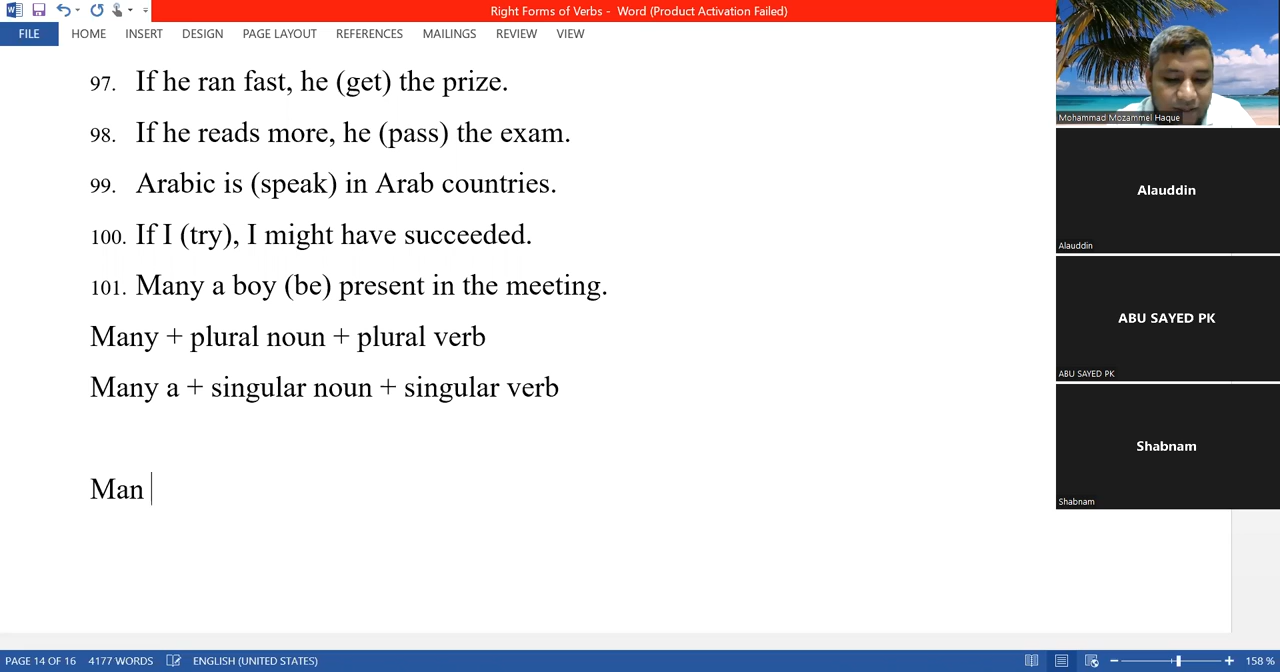 Right Forms of Verbs - Word (Product Activation Failed)
FILE HOME INSERT DESIGN PAGE LAYOUT REFERENCES MAILINGS REVIEW VIEW
97. If he ran fast, he (get) the prize.
98. If he reads more, he (pass) the exam.
99. Arabic is (speak) in Arab countries.
100. If I (try), I might have succeeded.
101. Many a boy (be) present in the meeting.
Many + plural noun + plural verb
Many a + singular noun + singular verb
Man
Mohammad Mozammel Haque
Alauddin
Alauddin
ABU SAYED PK
ABU SAYED PK
Shabnam
Shabnam
PAGE 14 OF 16 4177 WORDS ENGLISH (UNITED STATES) 158 %